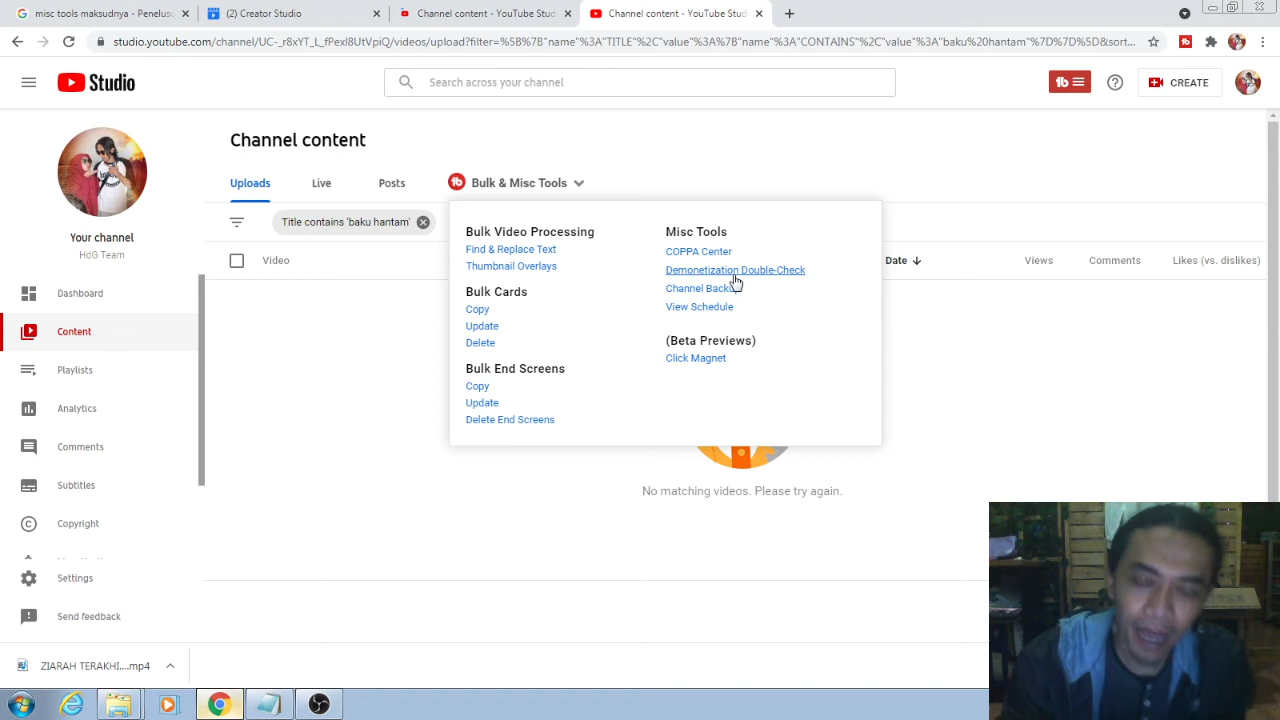 misc tools maksudnya - Penelus
(2) Creator Studio
Channel content - YouTube Stud
Channel content - YouTube Stud
studio.youtube.com/channel/UC-_r8xYT_L_fPexl8UtVpiQ/videos/upload?filter=%5B%7B"name"%3A"TITLE"%2C"value"%3A%7B"name"%3A"CONTAINS"%2C"value"%3A"baku%20hantam"%7D%7D%5D&sort...
Studio
Search across your channel
CREATE
Channel content
Uploads
Live
Posts
Bulk & Misc Tools
Title contains 'baku hantam'
Video
Date
Views
Comments
Likes (vs. dislikes)
Your channel
HdG Team
Dashboard
Content
Playlists
Analytics
Comments
Subtitles
Copyright
Settings
Send feedback
Bulk Video Processing
Find & Replace Text
Thumbnail Overlays
Bulk Cards
Copy
Update
Delete
Bulk End Screens
Copy
Update
Delete End Screens
Misc Tools
COPPA Center
Demonetization Double-Check
Channel Backup
View Schedule
(Beta Previews)
Click Magnet
No matching videos. Please try again.
ZIARAH TERAKHI....mp4